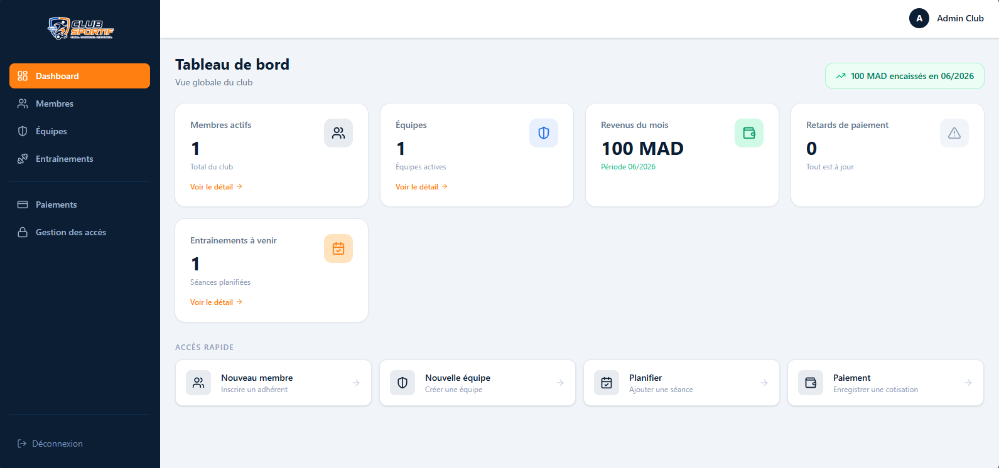 CLUB
SPORTIF
A
Admin Club
Dashboard
Membres
Équipes
Entraînements
Paiements
Gestion des accès
Déconnexion
Tableau de bord
Vue globale du club
100 MAD encaissés en 06/2026
Membres actifs
1
Total du club
Voir le détail →
Équipes
1
Équipes actives
Voir le détail →
Revenus du mois
100 MAD
Période 06/2026
Retards de paiement
0
Tout est à jour
Entraînements à venir
1
Séances planifiées
Voir le détail →
ACCÈS RAPIDE
Nouveau membre
Inscrire un adhérent
Nouvelle équipe
Créer une équipe
Planifier
Ajouter une séance
Paiement
Enregistrer une cotisation